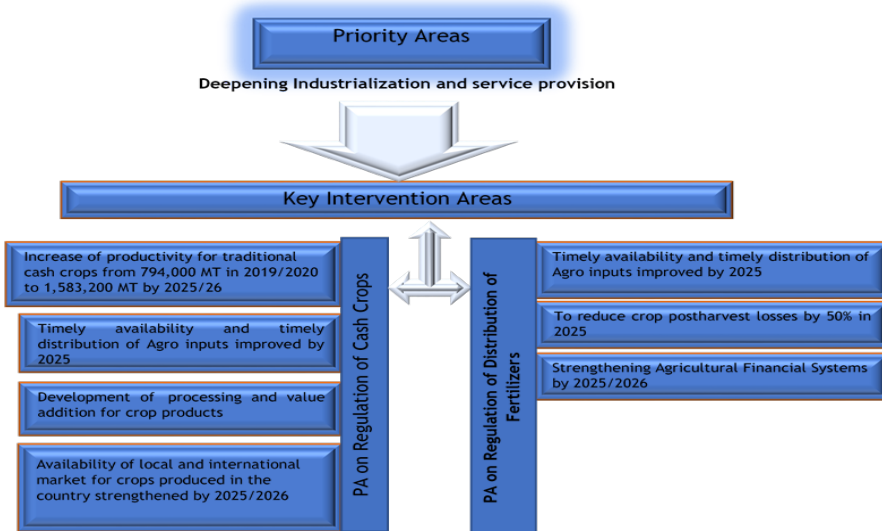 Priority Areas
Deepening Industrialization and service provision
Key Intervention Areas
Increase of productivity for traditional
cash crops from 794,000 MT in 2019/2020
to 1,583,200 MT by 2025/26
Timely availability and timely
distribution of Agro inputs improved by
2025
Development of processing and value
addition for crop products
Availability of local and international
market for crops produced in the
country strengthened by 2025/2026
PA on Regulation of Cash Crops
PA on Regulation of Distribution of
Fertilizers
Timely availability and timely distribution of
Agro inputs improved by 2025
To reduce crop postharvest losses by 50% in
2025
Strengthening Agricultural Financial Systems
by 2025/2026